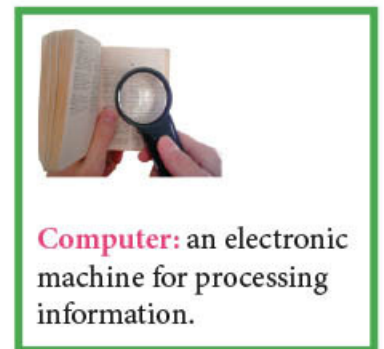 Computer: an electronic
machine for processing
information.